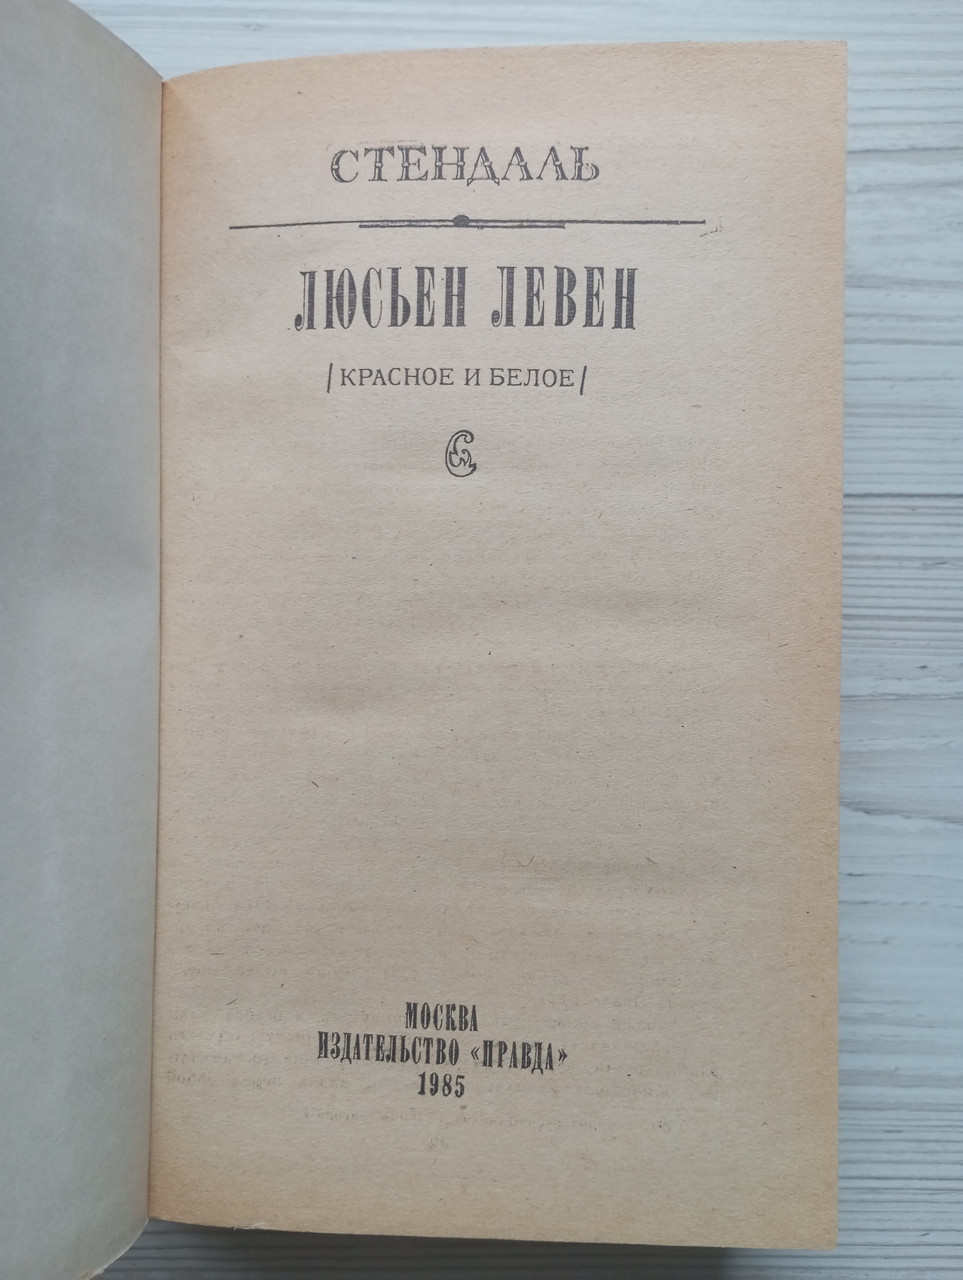 СТЕНДАЛЬ
ЛЮСЬЕН ЛЕВЕН
/КРАСНОЕ И БЕЛОЕ/
МОСКВА
ИЗДАТЕЛЬСТВО «ПРАВДА»
1985